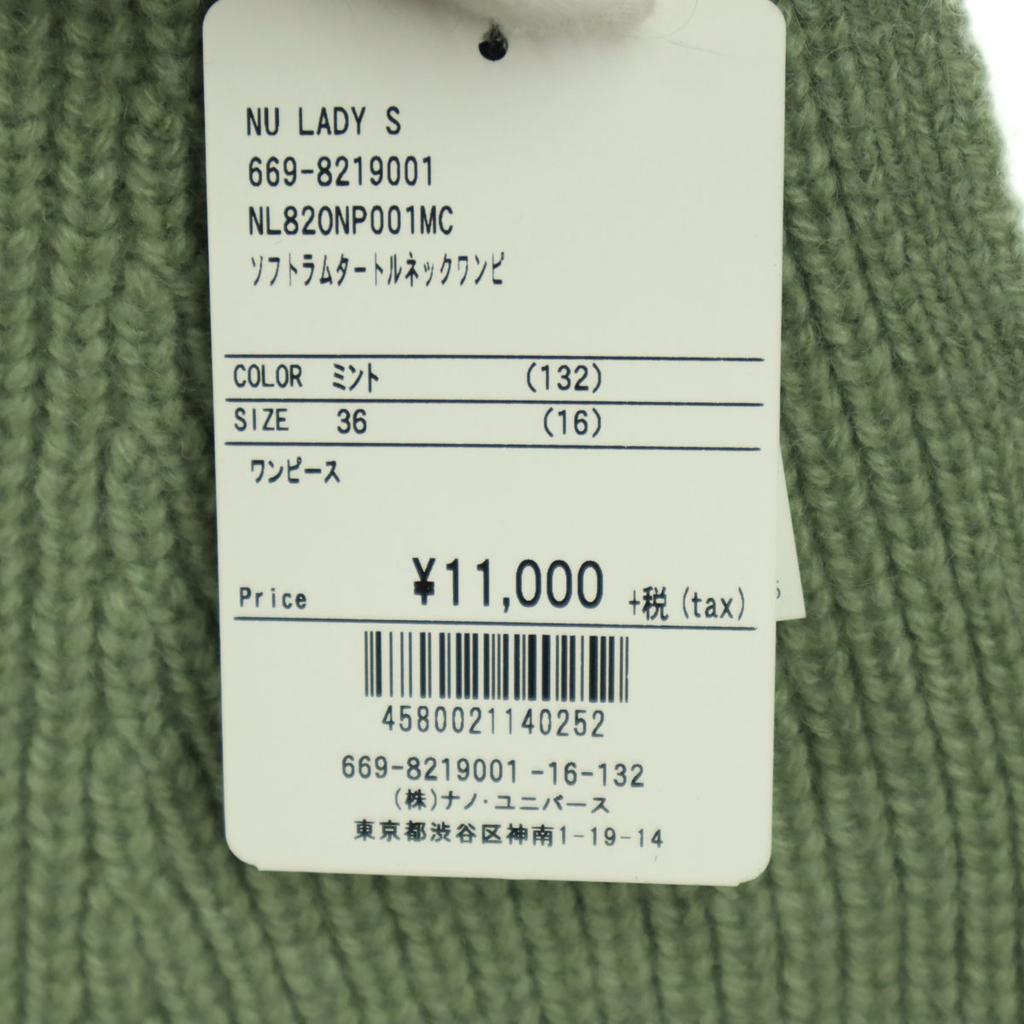 NU LADY S
669-8219001
NL820NP001MC
ソフトラムタートルネックワンピ
COLOR ミント (132)
SIZE 36 (16)
ワンピース
Price ¥11,000 +税(tax)
4580021140252
669-8219001 -16-132
(株)ナノ・ユニバース
東京都渋谷区神南1-19-14